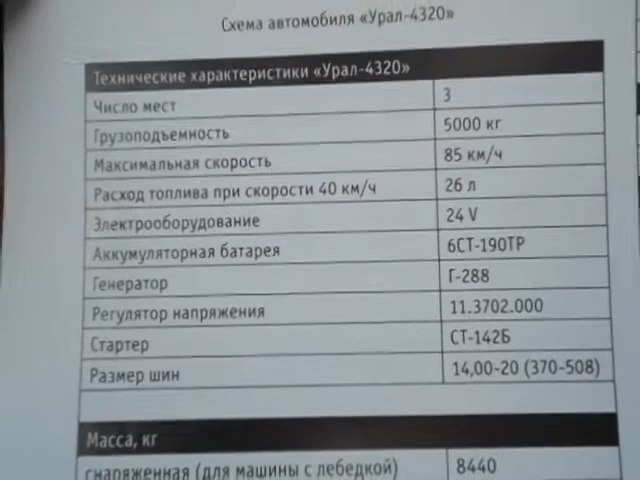 Схема автомобиля «Урал-4320»
Технические характеристики «Урал-4320»
Число мест 3
Грузоподъемность 5000 кг
Максимальная скорость 85 км/ч
Расход топлива при скорости 40 км/ч 26 л
Электрооборудование 24 V
Аккумуляторная батарея 6СТ-190ТР
Генератор Г-288
Регулятор напряжения 11.3702.000
Стартер СТ-142Б
Размер шин 14,00-20 (370-508)
Масса, кг
снаряженная (для машины с лебедкой) 8440